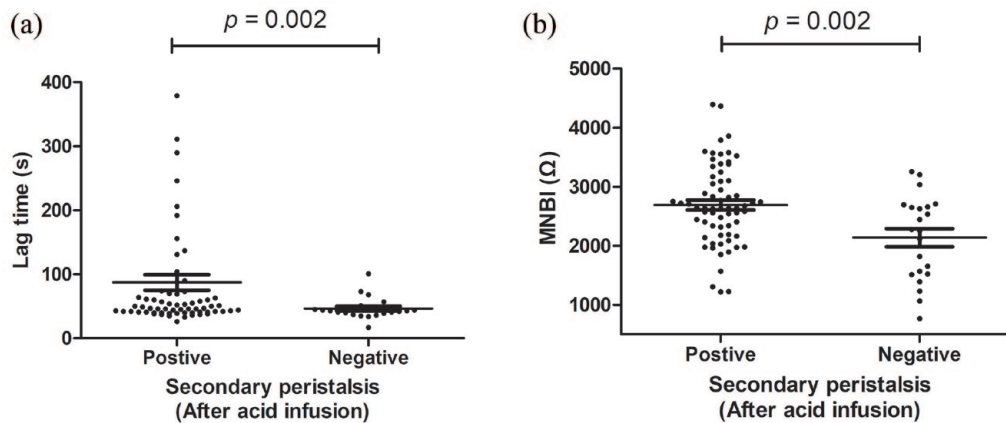 (a)
p = 0.002
Lag time (s)
400
300
200
100
0
Postive
Negative
Secondary peristalsis
(After acid infusion)
(b)
p = 0.002
MNBI (Ω)
5000
4000
3000
2000
1000
Postive
Negative
Secondary peristalsis
(After acid infusion)